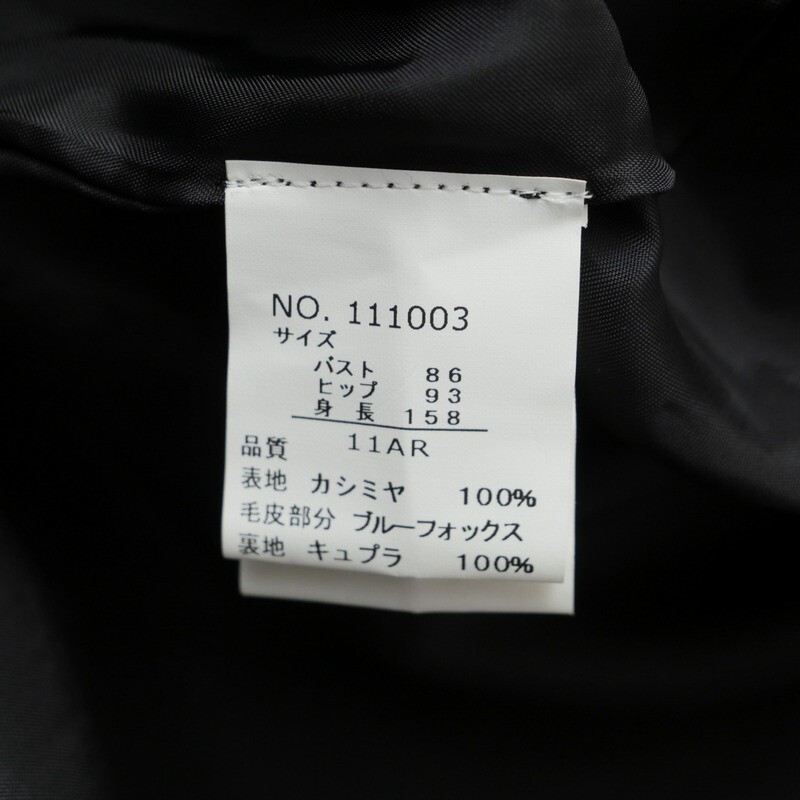 NO. 111003
サイズ
バスト 86
ヒップ 93
身長 158
11AR
品質
表地 カシミヤ 100%
毛皮部分 ブルーフォックス
裏地 キュプラ 100%